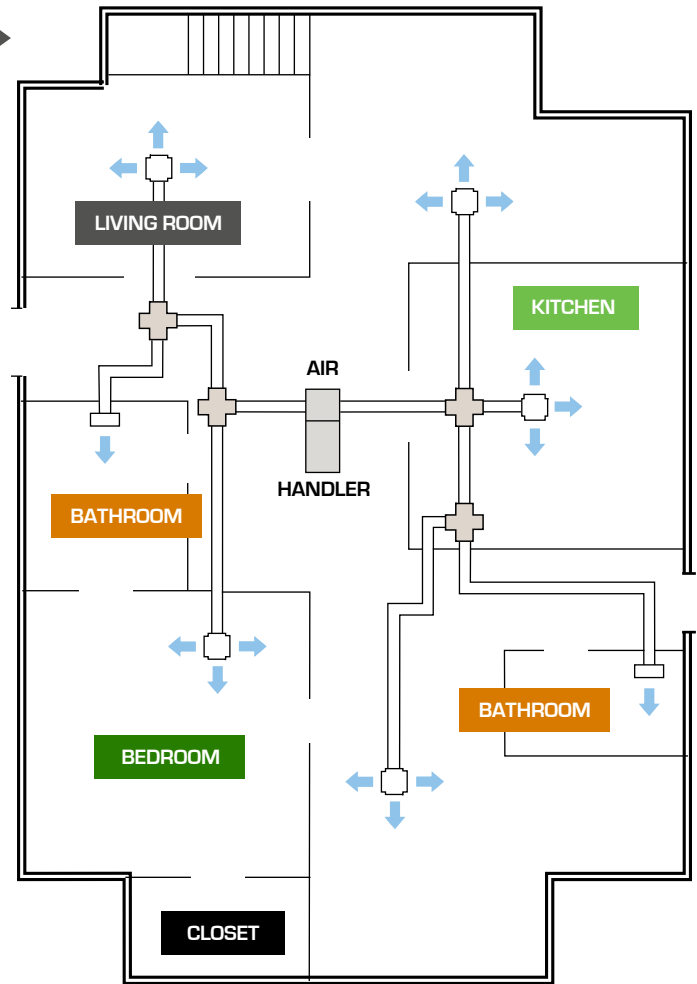 LIVING ROOM
KITCHEN
AIR
HANDLER
BATHROOM
BATHROOM
BEDROOM
CLOSET